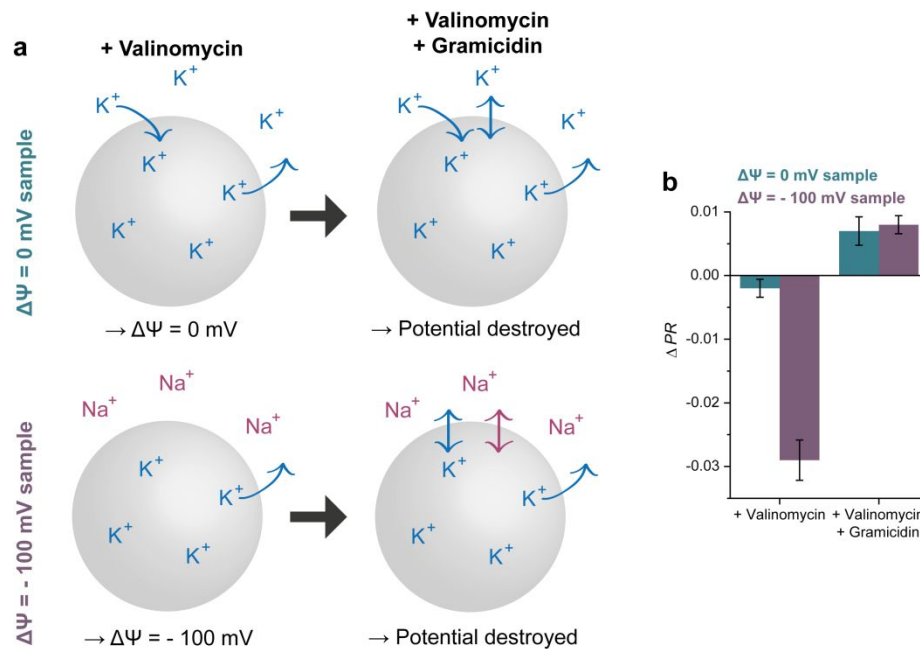 a
+ Valinomycin
+ Valinomycin
+ Gramicidin
ΔΨ = 0 mV sample
K+
K+
K+
K+
K+
K+
K+
→ ΔΨ = 0 mV
K+
K+
K+
K+
K+
K+
K+
→ Potential destroyed
ΔΨ = - 100 mV sample
Na+
Na+
Na+
K+
K+
K+
K+
→ ΔΨ = - 100 mV
Na+
Na+
Na+
K+
K+
K+
K+
→ Potential destroyed
b
ΔΨ = 0 mV sample
ΔΨ = - 100 mV sample
Δ PR
0.01
0.00
-0.01
-0.02
-0.03
+ Valinomycin
+ Valinomycin
+ Gramicidin